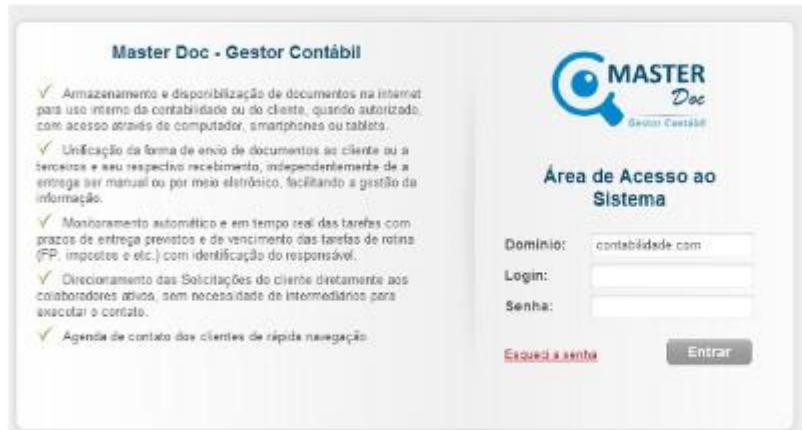 Master Doc - Gestor Contábil
✓ Armazenamento e disponibilização de documentos na internet
para uso interno da contabilidade ou do cliente, quando autorizado,
com acesso através de computador, smartphones ou tablets.
✓ Unificação da forma de envio de documentos ao cliente ou a
terceiros e seu respectivo recebimento, independentemente de a
entrega ser manual ou por meio eletrônico, facilitando a gestão da
informação.
✓ Monitoramento automático e em tempo real das tarefas com
prazos de entrega previstos e de vencimento das tarefas de rotina
(FP, impostos e etc.) com identificação do responsável.
✓ Direcionamento das Solicitações do cliente diretamente aos
colaboradores ativos, sem necessidade de intermediários para
executar o contato.
✓ Agenda de contato dos clientes de rápida navegação
MASTER
Doc
Gestor Contábil
Área de Acesso ao
Sistema
Domínio: contabilidade.com
Login:
Senha:
Esqueci a senha Entrar